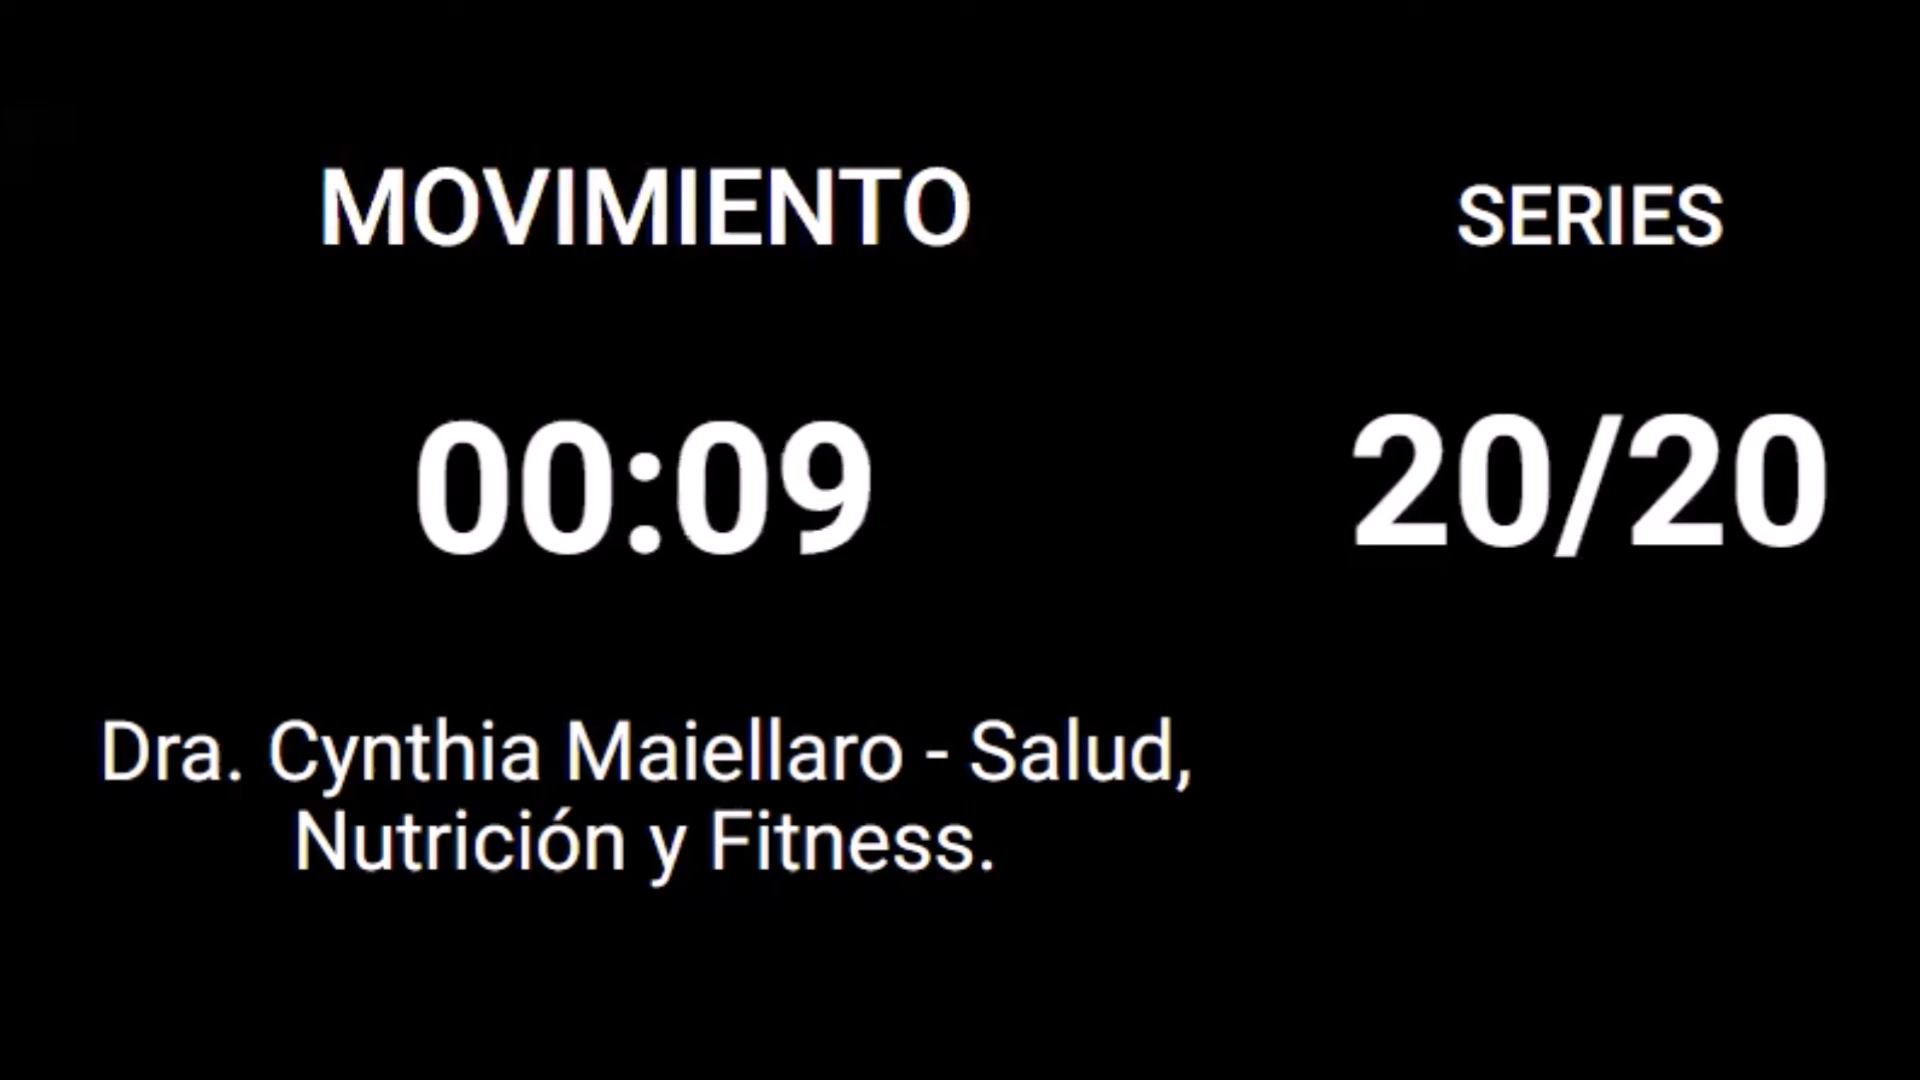 MOVIMIENTO
SERIES
00:09
20/20
Dra. Cynthia Maiellaro - Salud,
Nutrición y Fitness.